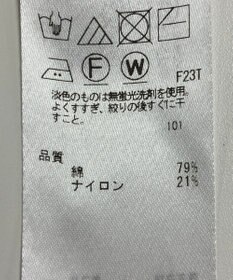 F W
F23T
淡色のものは無蛍光洗剤を使用。
よくすすぎ、絞りの後すぐに干
すこと。
101
品質
綿 79%
ナイロン 21%